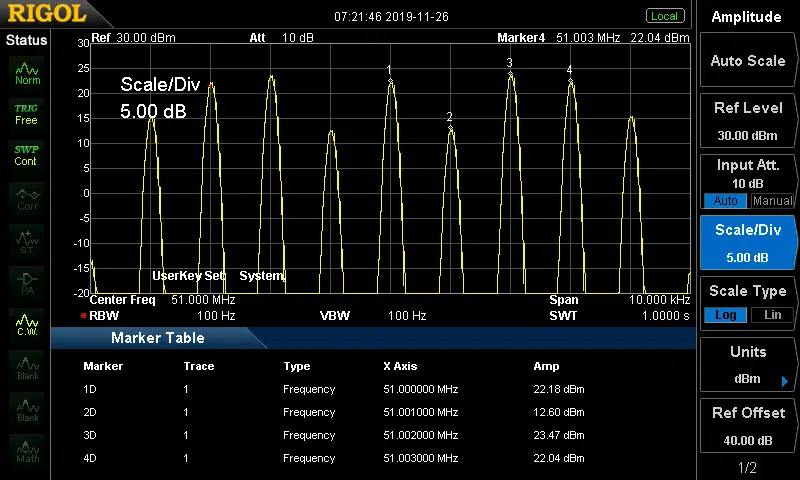 RIGOL
07:21:46 2019-11-26
Local
Status
Norm
TRIG
Free
SWP
Cont
Corr
S.T.
PA
C.W.
Blank
Blank
Math
Ref 30.00 dBm Att 10 dB Marker4 51.003 MHz 22.04 dBm
30
25
20
15
10
5
0
-5
-10
-15
-20
Scale/Div
5.00 dB
1
2
3
4
UserKey Set: System,
Center Freq 51.000 MHz Span 10.000 kHz
*RBW 100 Hz VBW 100 Hz SWT 1.0000 s
Marker Table
Marker Trace Type X Axis Amp
1D 1 Frequency 51.000000 MHz 22.18 dBm
2D 1 Frequency 51.001000 MHz 12.60 dBm
3D 1 Frequency 51.002000 MHz 23.47 dBm
4D 1 Frequency 51.003000 MHz 22.04 dBm
Amplitude
Auto Scale
Ref Level
30.00 dBm
Input Att.
10 dB
Auto Manual
Scale/Div
5.00 dB
Scale Type
Log Lin
Units
dBm
Ref Offset
40.00 dB
1/2